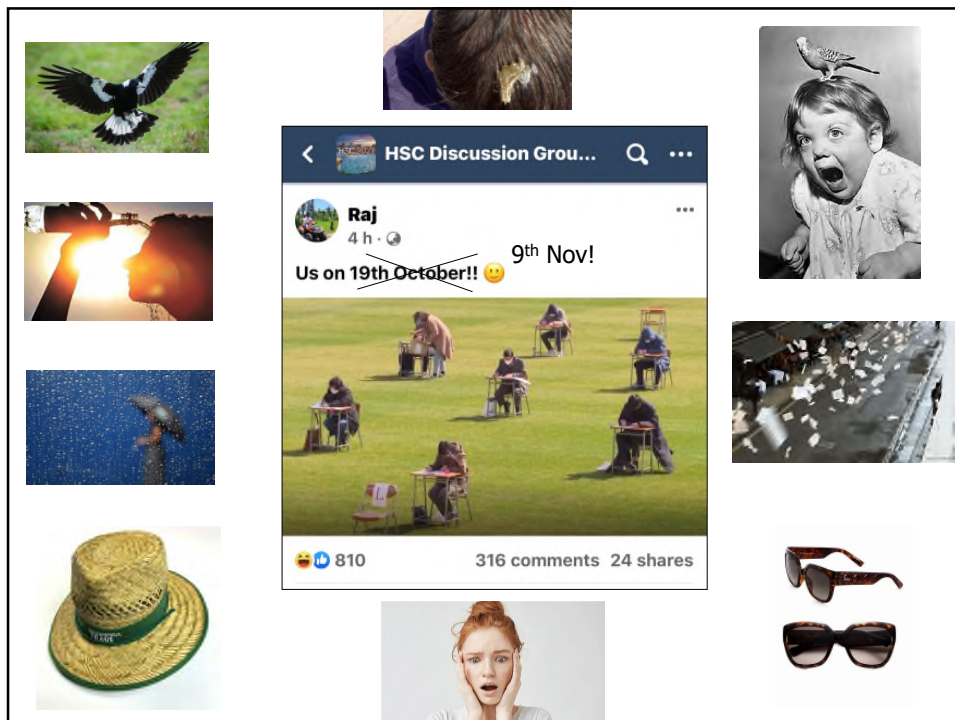 HSC Discussion Grou...
Raj
4 h
9th Nov!
Us on 19th October!!
810
316 comments 24 shares